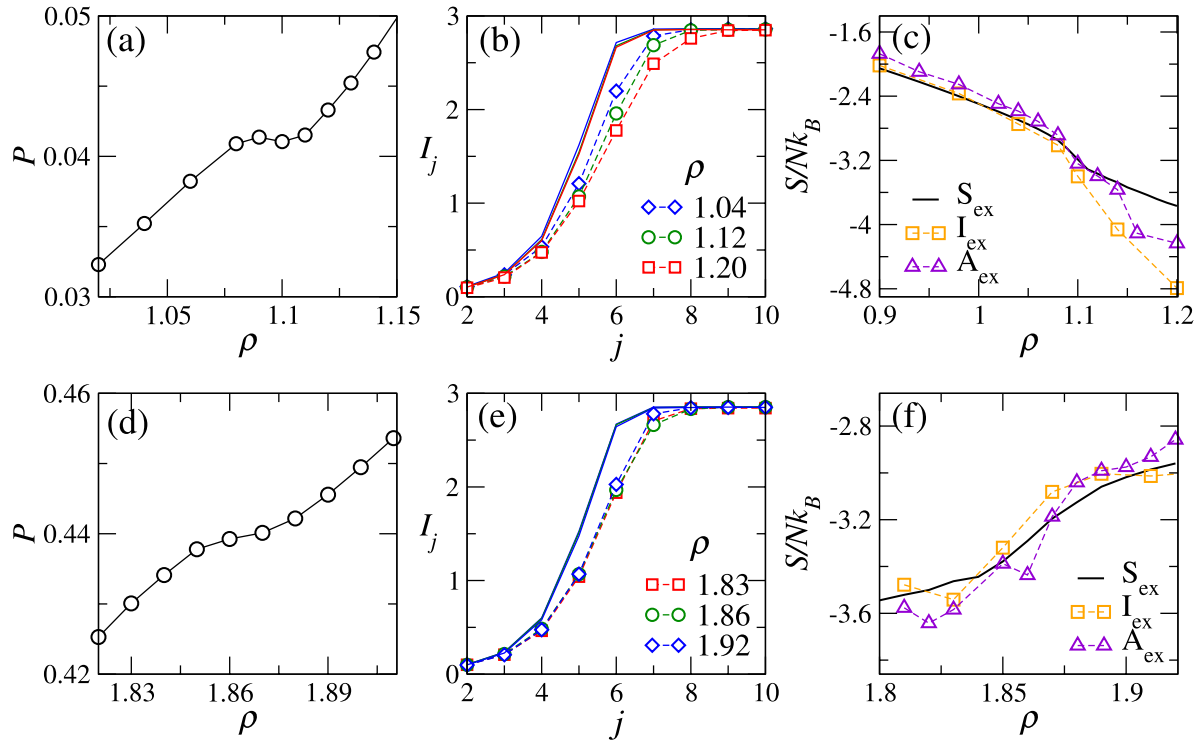 (a)
P
0.05
0.04
0.03
1.05
1.11
1.15
ρ
(b)
I_j
3
2
1
0
2
4
6
8
10
j
ρ
1.04
1.12
1.20
(c)
S/Nk_B
-1.6
-2.4
-3.2
-4
-4.8
0.9
1
1.1
1.2
ρ
S_ex
I_ex
A_ex
(d)
P
0.46
0.44
0.42
1.83
1.86
1.89
ρ
(e)
I_j
3
2
1
0
2
4
6
8
10
j
ρ
1.83
1.86
1.92
(f)
S/Nk_B
-2.8
-3.2
-3.6
1.8
1.85
1.9
ρ
S_ex
I_ex
A_ex